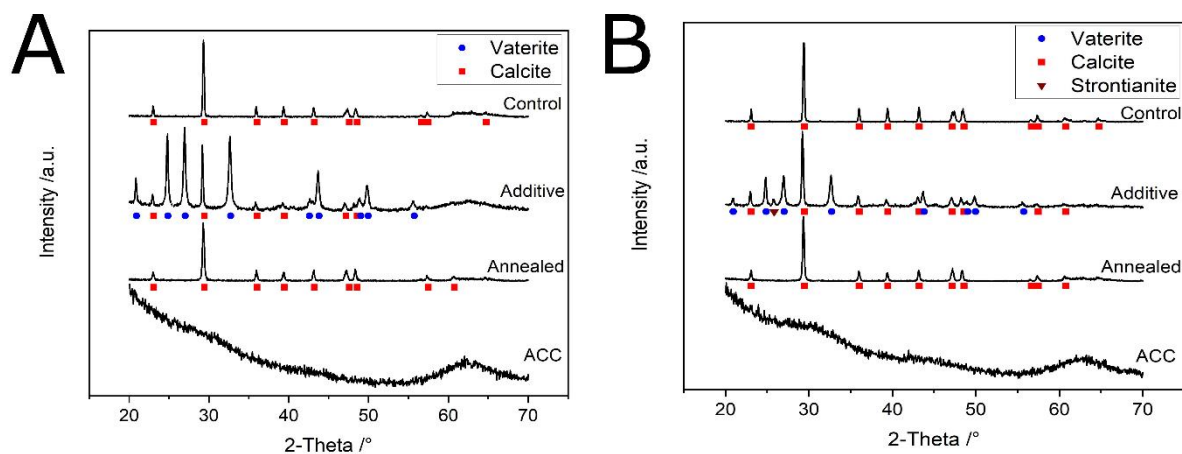 A
Vaterite
Calcite
Control
Additive
Annealed
ACC
Intensity /a.u.
20 30 40 50 60 70
2-Theta /°
B
Vaterite
Calcite
Strontianite
Control
Additive
Annealed
ACC
Intensity /a.u.
20 30 40 50 60 70
2-Theta /°